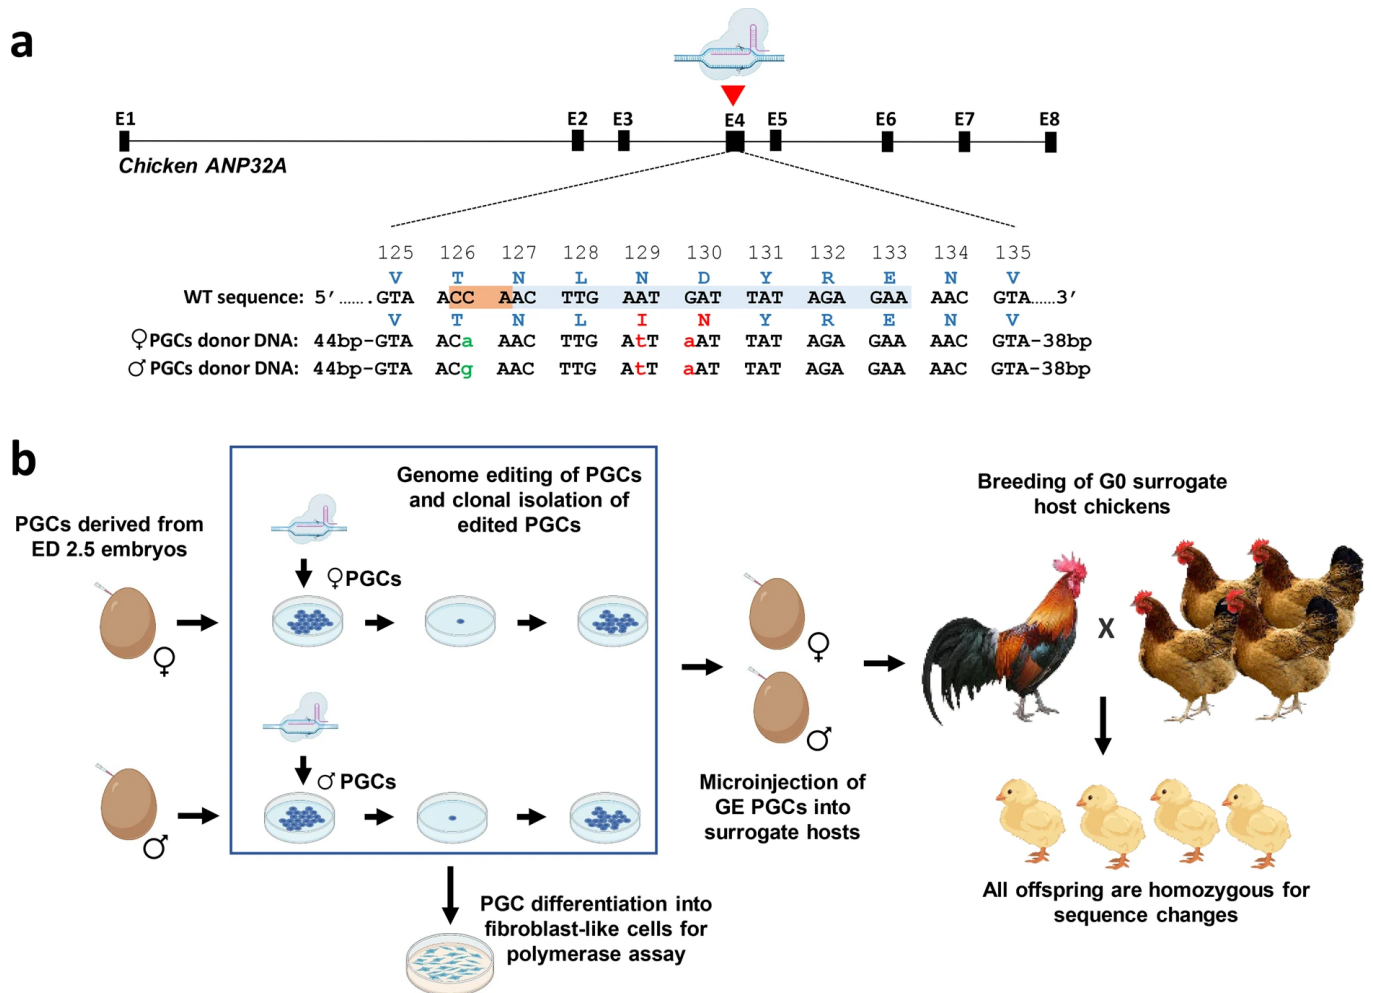 a
E1 E2 E3 E4 E5 E6 E7 E8
Chicken ANP32A
125 126 127 128 129 130 131 132 133 134 135
V T N L N D Y R E N V
WT sequence: 5’.......GTA ACC AAC TTG AAT GAT TAT AGA GAA AAC GTA......3’
V T N L I N Y R E N V
♀PGCs donor DNA: 44bp-GTA ACa AAC TTG AtT aAT TAT AGA GAA AAC GTA-38bp
♂PGCs donor DNA: 44bp-GTA ACg AAC TTG AtT aAT TAT AGA GAA AAC GTA-38bp
b
PGCs derived from
ED 2.5 embryos
♀
♂
Genome editing of PGCs
and clonal isolation of
edited PGCs
♀PGCs
♂ PGCs
PGC differentiation into
fibroblast-like cells for
polymerase assay
♀
♂
Microinjection of
GE PGCs into
surrogate hosts
Breeding of G0 surrogate
host chickens
X
All offspring are homozygous for
sequence changes